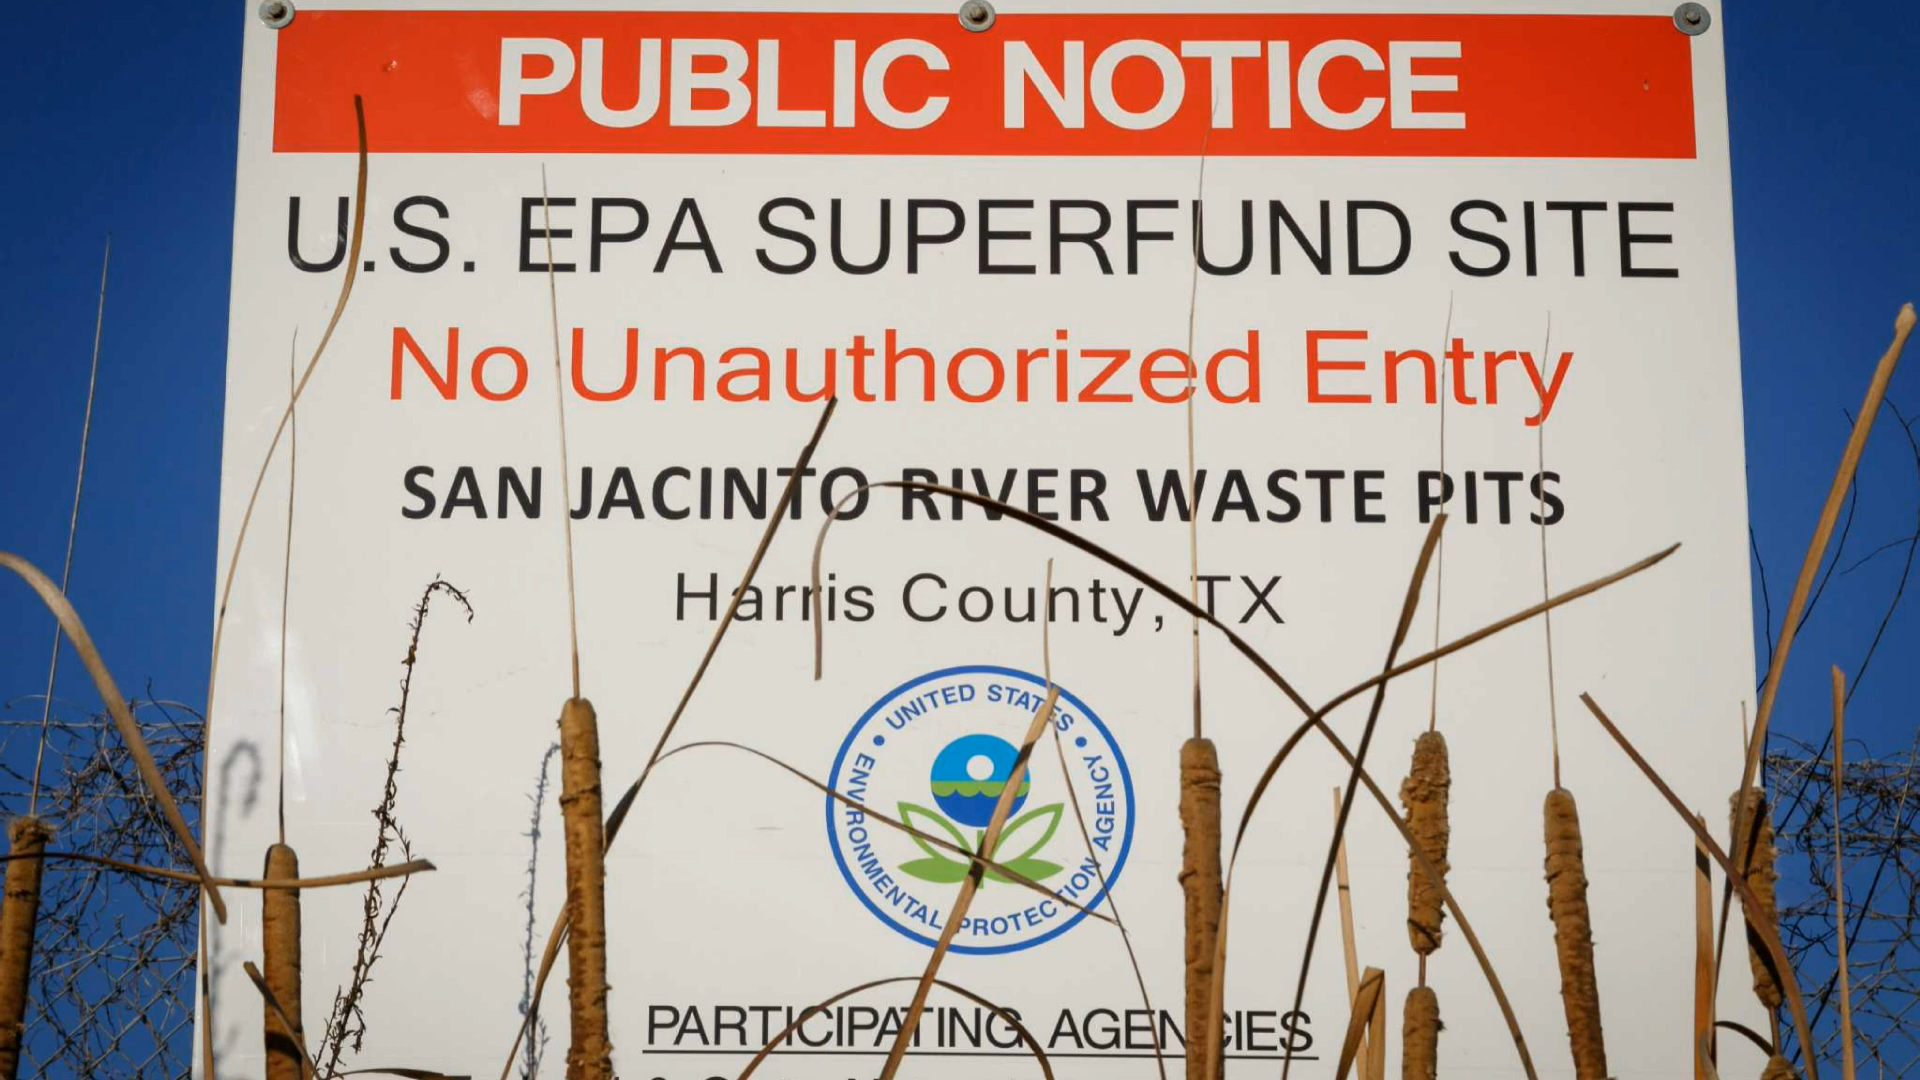 PUBLIC NOTICE
U.S. EPA SUPERFUND SITE
No Unauthorized Entry
SAN JACINTO RIVER WASTE PITS
Harris County, TX
UNITED STATES
ENVIRONMENTAL PROTECTION AGENCY
PARTICIPATING AGENCIES